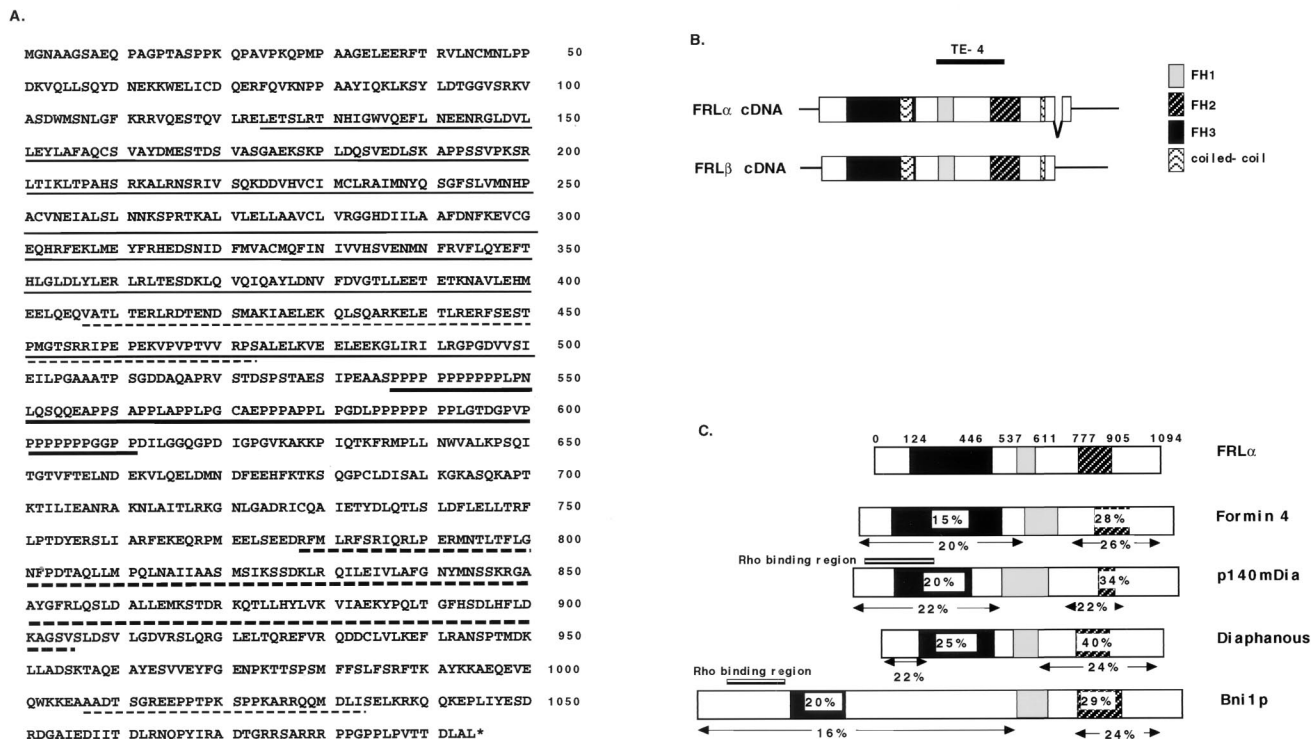 A.
MGNAAGSAEQ PAGPTASPPK QPAVPKQPMP AAGELEERFT RVLNCMNLPP 50
DKVQLLSQYD NEKKWELICD QERFQVKNPP AAYIQKLKSY LDTGGVSRKV 100
ASDWMSNLGF KRRVQESTQV LRELETSLRT NHIGWVQEFL NEENRGLDVL 150
LEYLAFAQCS VAYDMESTDS VASGAEKSKP LDQSVEDLSK APPSSVPKSR 200
LTIKLTPAHS RKALRNSRIV SQKDDVHVCI MCLRAIMNYQ SGFSLVMNHP 250
ACVNEIALSL NNKSPRTKAL VLELLAAVCL VRGGHDIILA AFDNFKEVCG 300
EQHRFEKLME YFRHEDSNID FMVACMQFIN IVVHSVENMN FRVFLQYEFT 350
HLGLDLYLER LRLTESDKLQ VQIQAYLDNV FDVGTLLEET ETKNAVLEHM 400
EELQEQVATL TERLRDTEND SMAKIAELEK QLSQARKELE TLRERFSEST 450
PMGTSRRIPE PEKVPVPTVV RPSALELKVE ELEEKGLIRI LRGPGDVVSI 500
EILPGAAATP SGDDAQAPRV STDSPSTAES IPEAASPPPP PPPPPPPLPN 550
LQSQQEAPPS APPLAPPLPG CAEPPPAPPL PGDLPPPPPP PPLGTDGPVP 600
PPPPPPPGGP PDILGGQGPD IGPGVKAKKP IQTKFRMPLL NWVALKPSQI 650
TGTVFTELND EKVLQELDMN DFEEHFKTKS QGPCLDISAL KGKASQKAPT 700
KTILIEANRA KNLAITLRKG NLGADRICQA IETYDLQTLS LDFLELLTRF 750
LPTDYERSLI ARFEKEQRPM EELSEEDRFM LRFSRIQRLP ERMNTLTFLG 800
NFPDTAQLLM PQLNAIIAAS MSIKSSDKLR QILEIVLAFG NYMNSSKRGA 850
AYGFRLQSLD ALLEMKSTDR KQTLLHYLVK VIAEKYPQLT GFHSDLHFLD 900
KAGSVSLDSV LGDVRSLQRG LELTQREFVR QDDCLVLKEF LRANSPTMDK 950
LLADSKTAQE AYESVVEYFG ENPKTTSPSM FFSLFSRFTK AYKKAEQEVE 1000
QWKKEAAADT SGREEPPTPK SPPKARRQQM DLISELKRKQ QKEPLIYESD 1050
RDGAIEDIIT DLRNQPYIRA DTGRRSARRR PPGPPLPVTT DLAL*
B.
TE-4
FRLα cDNA
FRLβ cDNA
FH1
FH2
FH3
coiled-coil
C.
0 124 446 537 611 777 905 1094
FRLα
15% 28% Formin 4
20% 26%
Rho binding region
20% 34% p140mDia
22% 22%
25% 40% Diaphanous
22% 24%
Rho binding region
20% 29% Bni1p
16% 24%